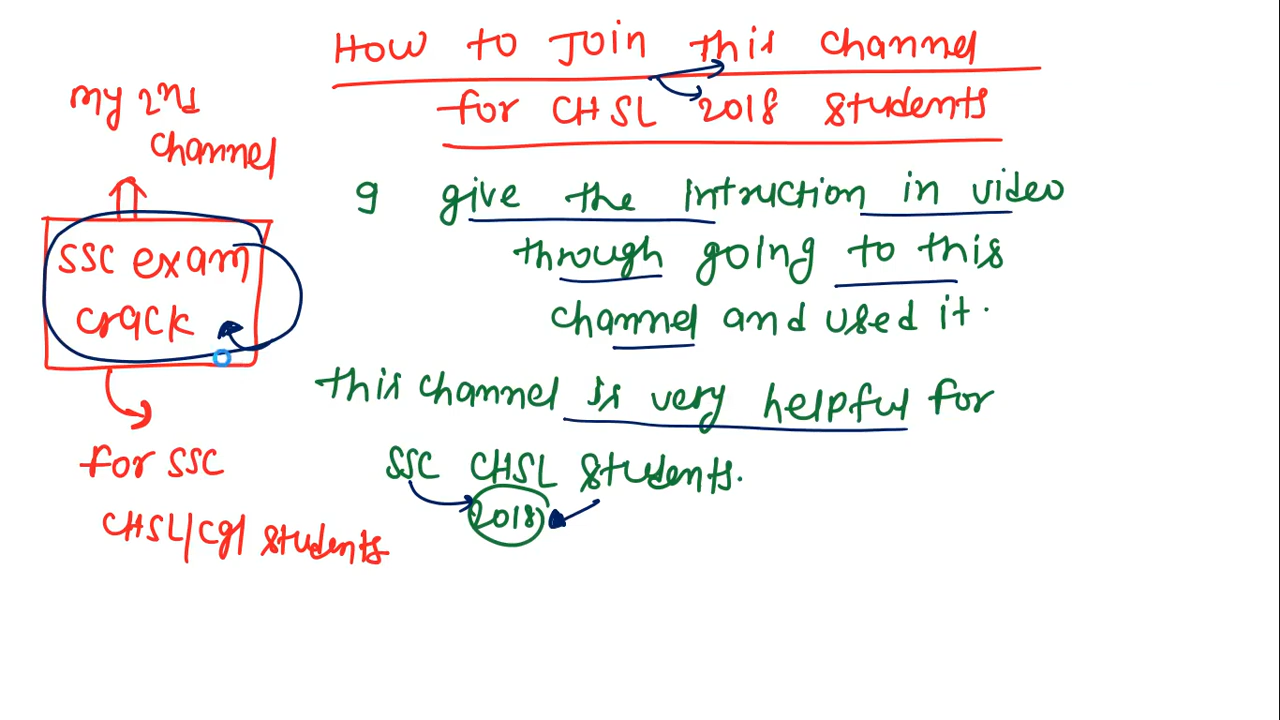 How to Join this channel
for CHSL 2018 students
my 2nd
channel
SSC exam
crack
for SSC
CHSL/cgl students
g give the Intruction in video
through going to this
channel and used it.
this channel is very helpful for
SSC CHSL students.
2018